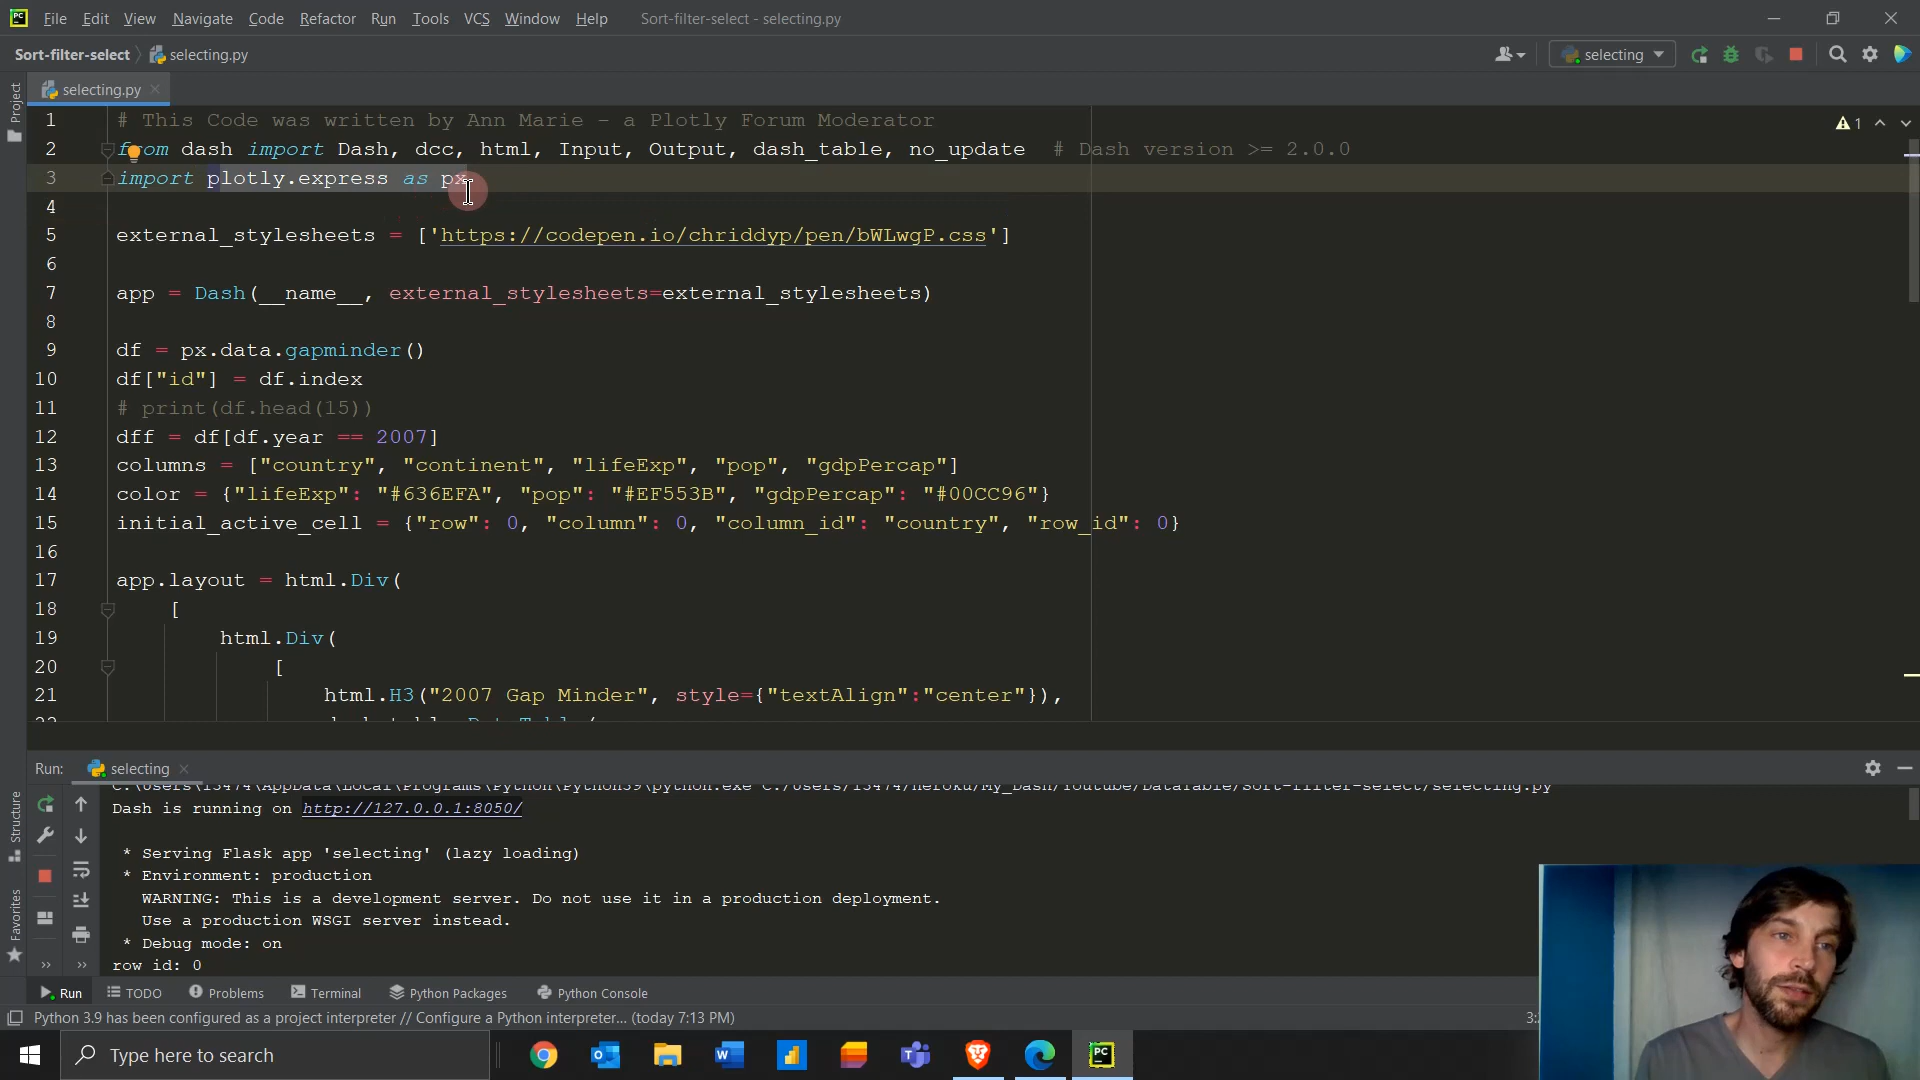 File Edit View Navigate Code Refactor Run Tools VCS Window Help Sort-filter-select - selecting.py
Sort-filter-select selecting.py selecting
Project
selecting.py
1 # This Code was written by Ann Marie - a Plotly Forum Moderator
2 from dash import Dash, dcc, html, Input, Output, dash_table, no_update # Dash version >= 2.0.0
3 import plotly.express as px
4
5 external_stylesheets = ['https://codepen.io/chriddyp/pen/bWLwgP.css']
6
7 app = Dash(__name__, external_stylesheets=external_stylesheets)
8
9 df = px.data.gapminder()
10 df["id"] = df.index
11 # print(df.head(15))
12 dff = df[df.year == 2007]
13 columns = ["country", "continent", "lifeExp", "pop", "gdpPercap"]
14 color = {"lifeExp": "#636EFA", "pop": "#EF553B", "gdpPercap": "#00CC96"}
15 initial_active_cell = {"row": 0, "column": 0, "column_id": "country", "row_id": 0}
16
17 app.layout = html.Div(
18 [
19 html.Div(
20 [
21 html.H3("2007 Gap Minder", style={"textAlign":"center"}),
1
Run: selecting
C:\Users\13474\AppData\Local\Programs\Python\Python39\python.exe C:/Users/13474/Heroku/My_Dash/Youtube/DataTable/Sort-filter-select/selecting.py
Dash is running on http://127.0.0.1:8050/
* Serving Flask app 'selecting' (lazy loading)
* Environment: production
WARNING: This is a development server. Do not use it in a production deployment.
Use a production WSGI server instead.
* Debug mode: on
row id: 0
Structure
Favorites
Run TODO Problems Terminal Python Packages Python Console
Python 3.9 has been configured as a project interpreter // Configure a Python interpreter... (today 7:13 PM)
Type here to search